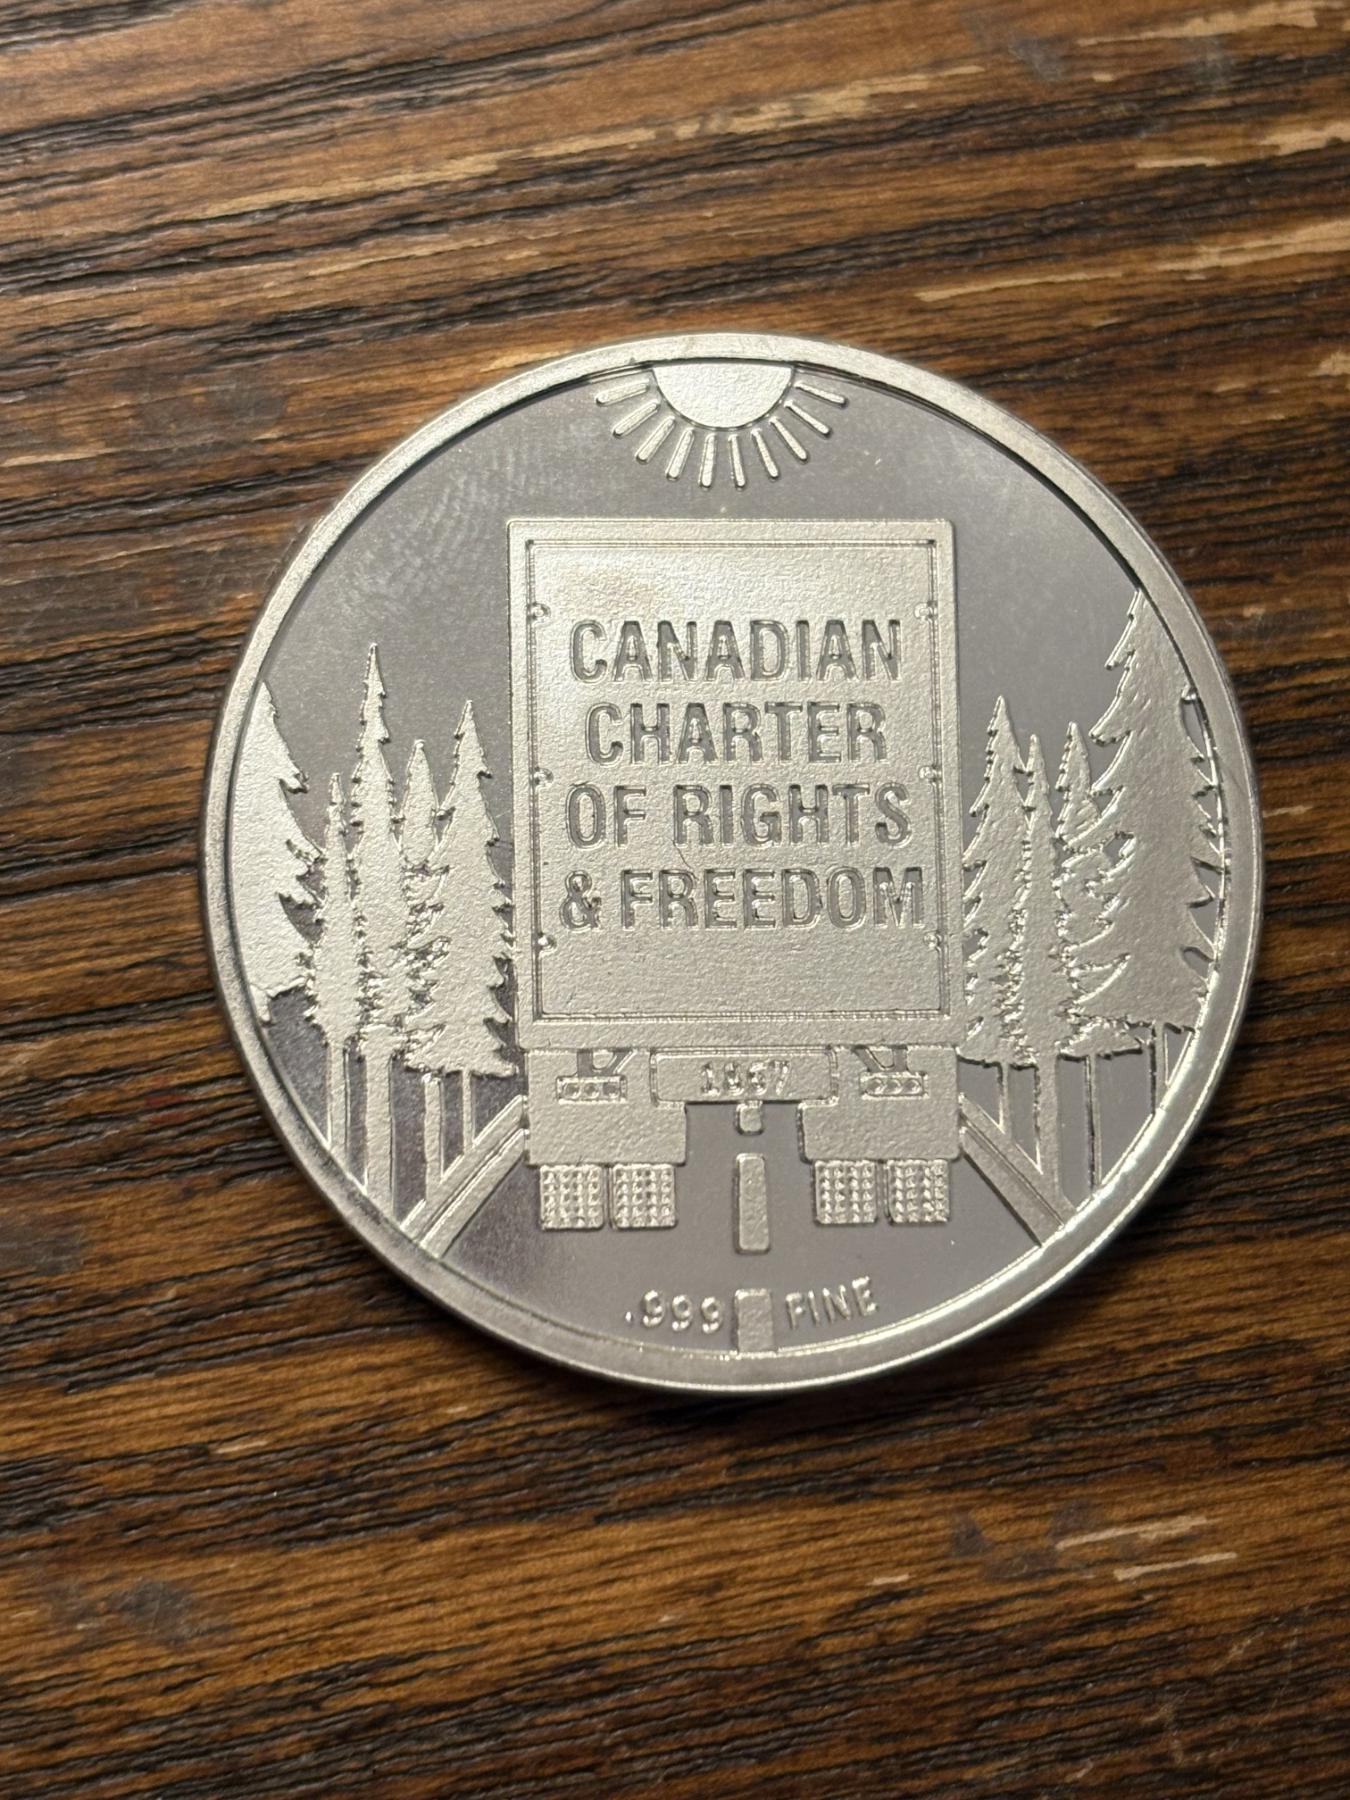 CANADIAN
CHARTER
OF RIGHTS
& FREEDOM
1867
.999 FINE